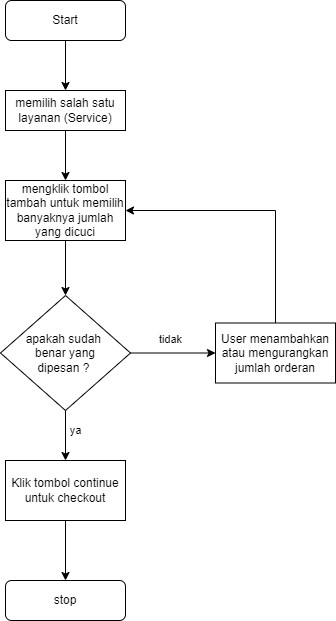 Start
memilih salah satu
layanan (Service)
mengklik tombol
tambah untuk memilih
banyaknya jumlah
yang dicuci
apakah sudah
benar yang
dipesan ?
tidak
User menambahkan
atau mengurangkan
jumlah orderan
ya
Klik tombol continue
untuk checkout
stop